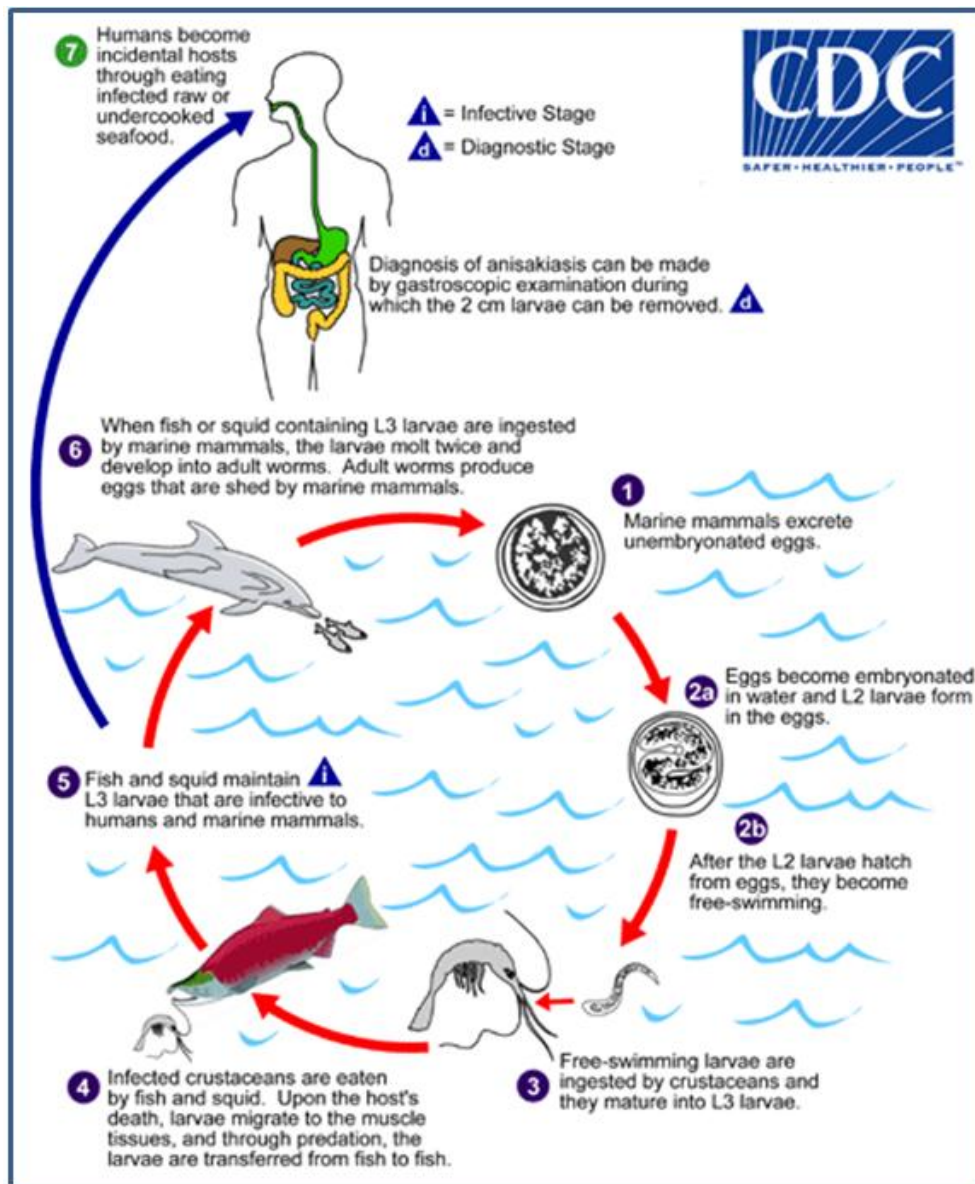 7 Humans become
incidental hosts
through eating
infected raw or
undercooked
seafood.
CDC
SAFER•HEALTHIER•PEOPLE™
i = Infective Stage
d = Diagnostic Stage
Diagnosis of anisakiasis can be made
by gastroscopic examination during
which the 2 cm larvae can be removed. d
6 When fish or squid containing L3 larvae are ingested
by marine mammals, the larvae molt twice and
develop into adult worms. Adult worms produce
eggs that are shed by marine mammals.
1
Marine mammals excrete
unembryonated eggs.
2a Eggs become embryonated
in water and L2 larvae form
in the eggs.
2b
After the L2 larvae hatch
from eggs, they become
free-swimming.
3 Free-swimming larvae are
ingested by crustaceans and
they mature into L3 larvae.
4 Infected crustaceans are eaten
by fish and squid. Upon the host's
death, larvae migrate to the muscle
tissues, and through predation, the
larvae are transferred from fish to fish.
5 Fish and squid maintain i
L3 larvae that are infective to
humans and marine mammals.